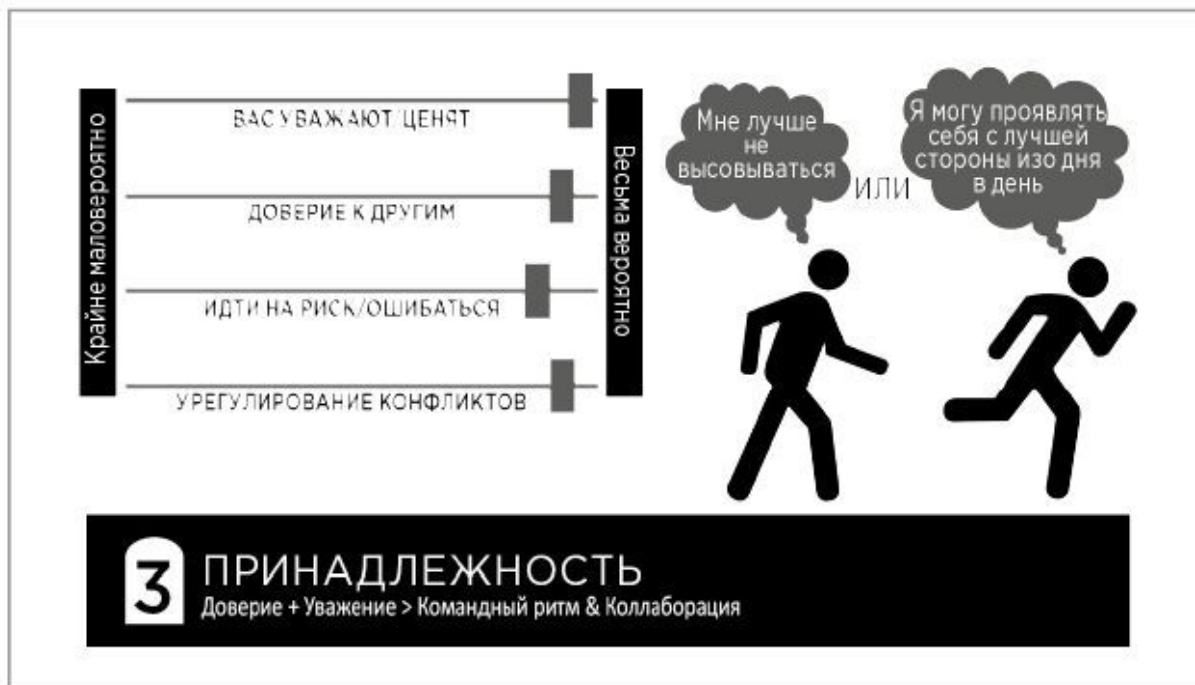 Крайне маловероятно
ВАС УВАЖАЮТ/ЦЕНЯТ
ДОВЕРИЕ К ДРУГИМ
ИДТИ НА РИСК/ОШИБАТЬСЯ
УРЕГУЛИРОВАНИЕ КОНФЛИКТОВ
Весьма вероятно
Мне лучше
не
высовываться
ИЛИ
Я могу проявлять
себя с лучшей
стороны изо дня
в день
3
ПРИНАДЛЕЖНОСТЬ
Доверие + Уважение > Командный ритм & Коллаборация